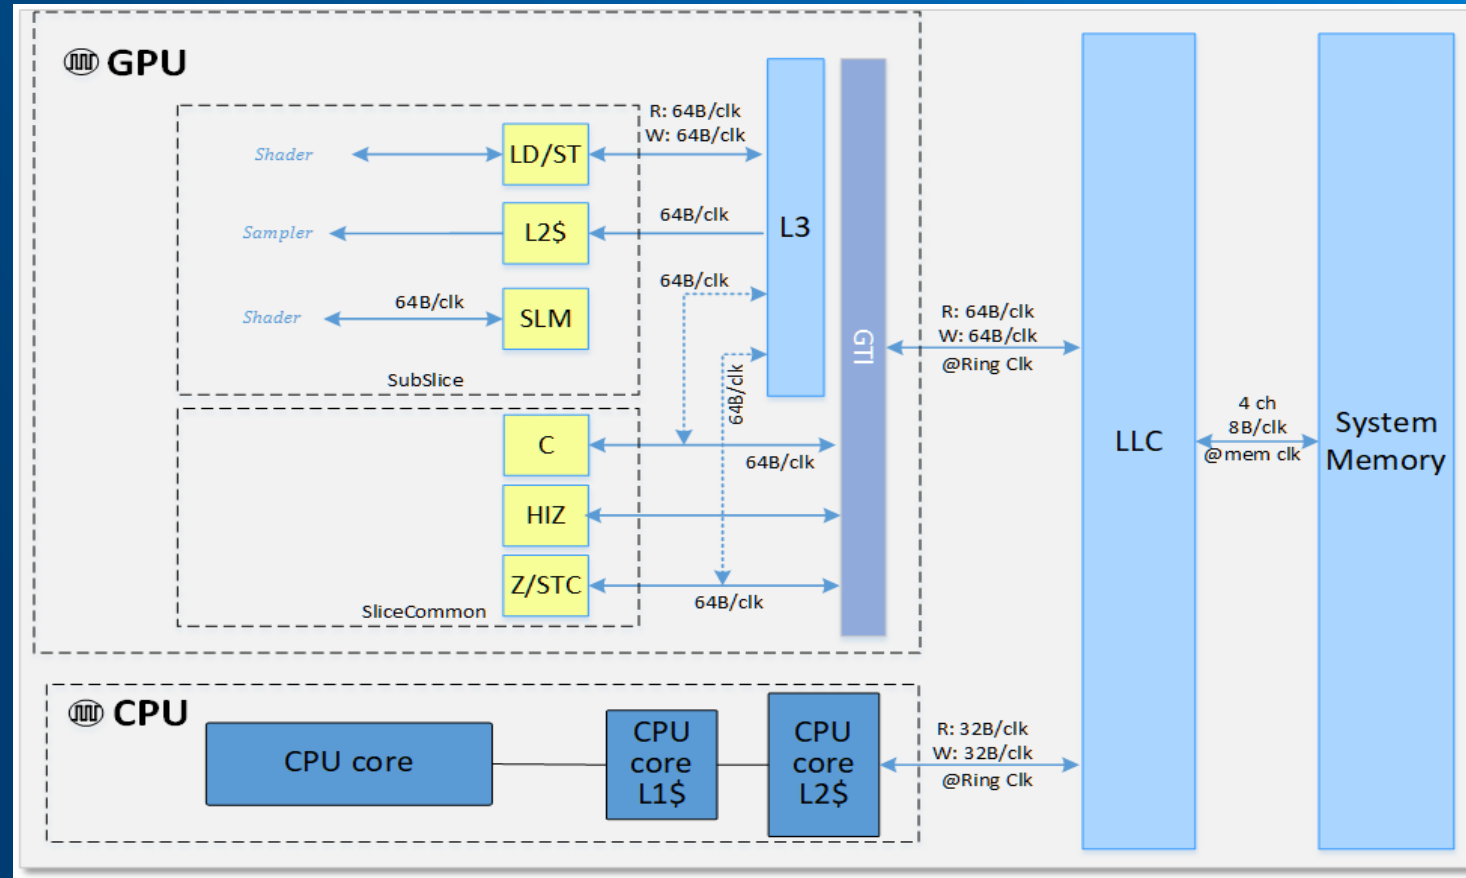 GPU
R: 64B/clk
W: 64B/clk
Shader
LD/ST
64B/clk
Sampler
L2$
L3
64B/clk
64B/clk
Shader
SLM
SubSlice
64B/clk
GTI
R: 64B/clk
W: 64B/clk
@Ring Clk
C
64B/clk
HIZ
Z/STC
64B/clk
SliceCommon
LLC
4 ch
8B/clk
@mem clk
System
Memory
CPU
CPU core
CPU
core
L1$
CPU
core
L2$
R: 32B/clk
W: 32B/clk
@Ring Clk